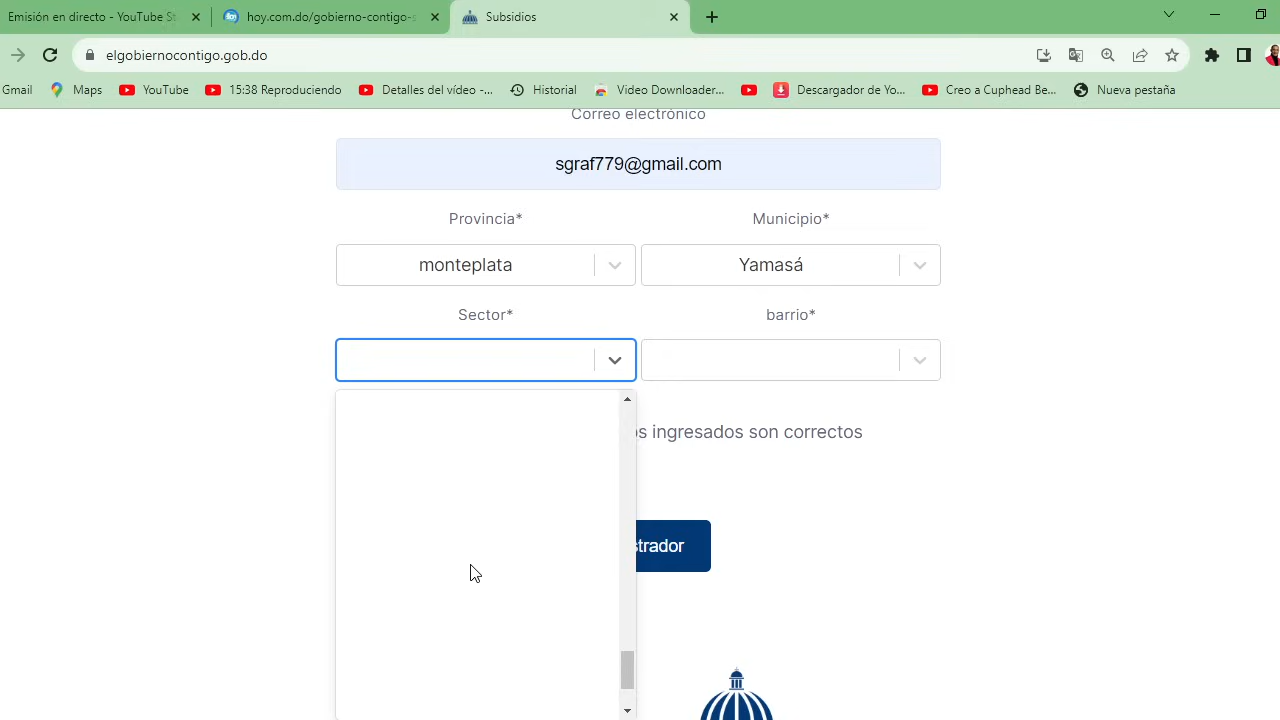 Emisión en directo - YouTube St
hoy.com.do/gobierno-contigo-s
Subsidios
elgobiernocontigo.gob.do
Gmail
Maps
YouTube
15:38 Reproduciendo
Detalles del vídeo -...
Historial
Video Downloader...
Descargador de Yo...
Creo a Cuphead Be...
Nueva pestaña
Correo electrónico
sgraf779@gmail.com
Provincia*
Municipio*
monteplata
Yamasá
Sector*
barrio*
os ingresados son correctos
strador